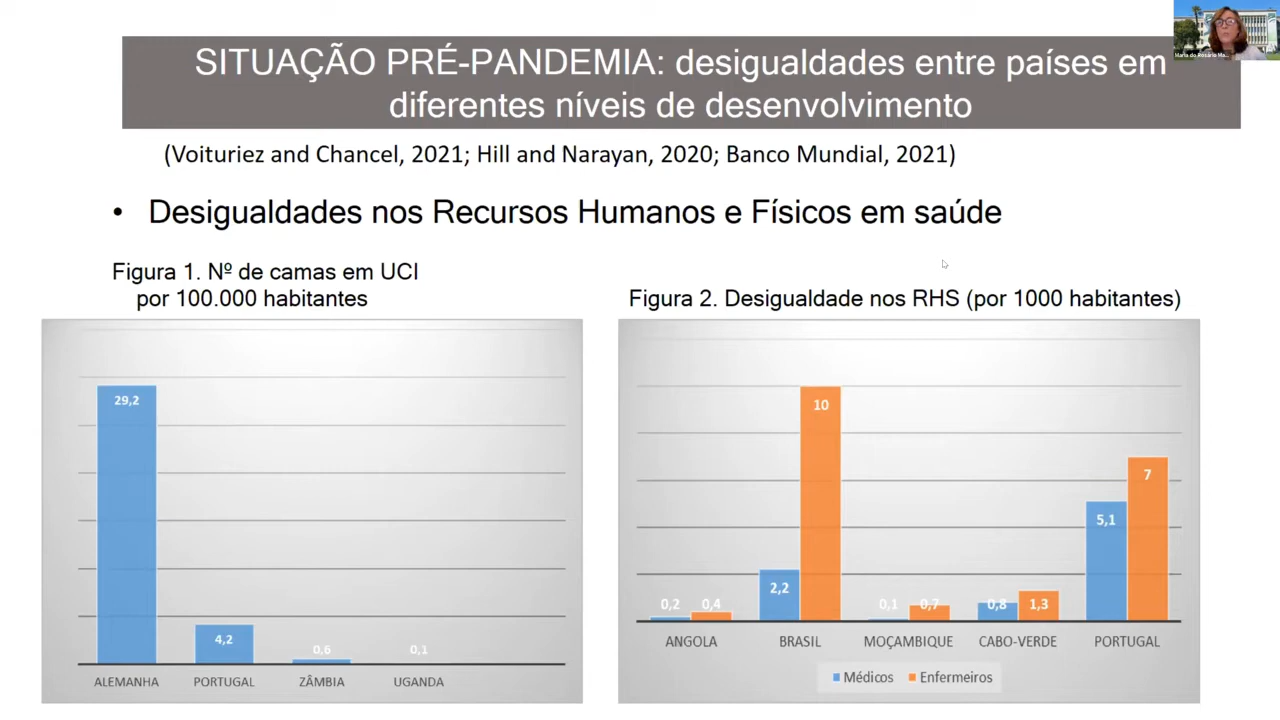 SITUAÇÃO PRÉ-PANDEMIA: desigualdades entre países em
diferentes níveis de desenvolvimento
(Voituriez and Chancel, 2021; Hill and Narayan, 2020; Banco Mundial, 2021)
• Desigualdades nos Recursos Humanos e Físicos em saúde
Figura 1. Nº de camas em UCI
por 100.000 habitantes
29,2
4,2
0,6
0,1
ALEMANHA PORTUGAL ZÂMBIA UGANDA
Figura 2. Desigualdade nos RHS (por 1000 habitantes)
10
7
5,1
2,2
0,2 0,4 0,1 0,7 0,8 1,3
ANGOLA BRASIL MOÇAMBIQUE CABO-VERDE PORTUGAL
Médicos Enfermeiros
Maria do Rosário